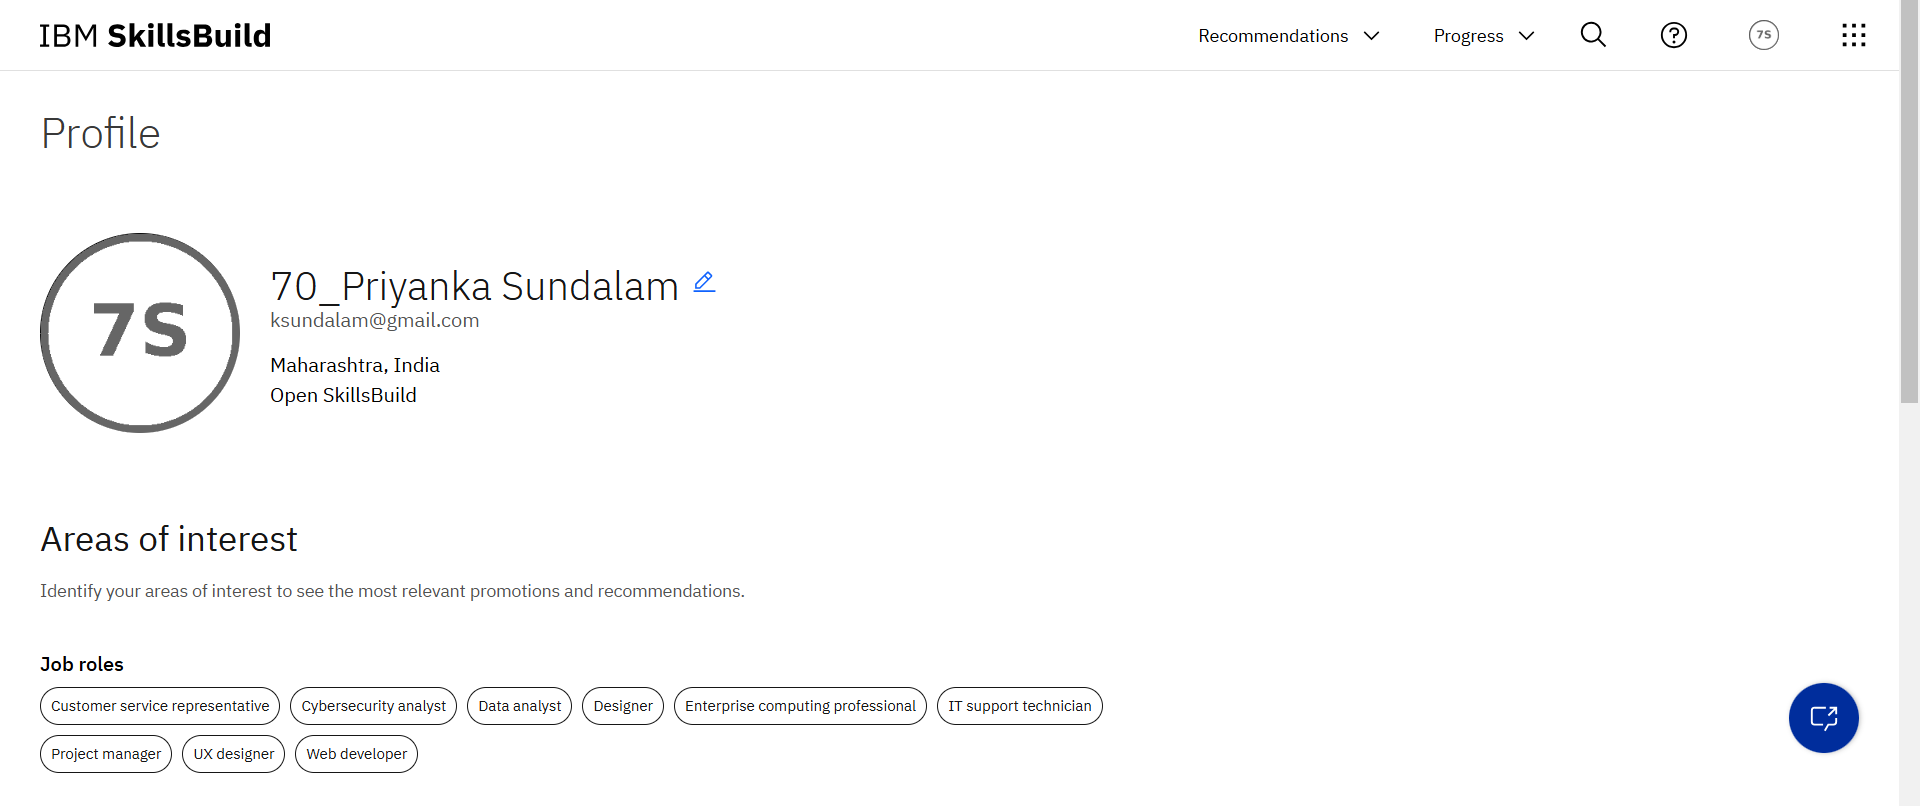 IBM SkillsBuild
Recommendations
Progress
7S
Profile
7S
70_Priyanka Sundalam
ksundalam@gmail.com
Maharashtra, India
Open SkillsBuild
Areas of interest
Identify your areas of interest to see the most relevant promotions and recommendations.
Job roles
Customer service representative
Cybersecurity analyst
Data analyst
Designer
Enterprise computing professional
IT support technician
Project manager
UX designer
Web developer